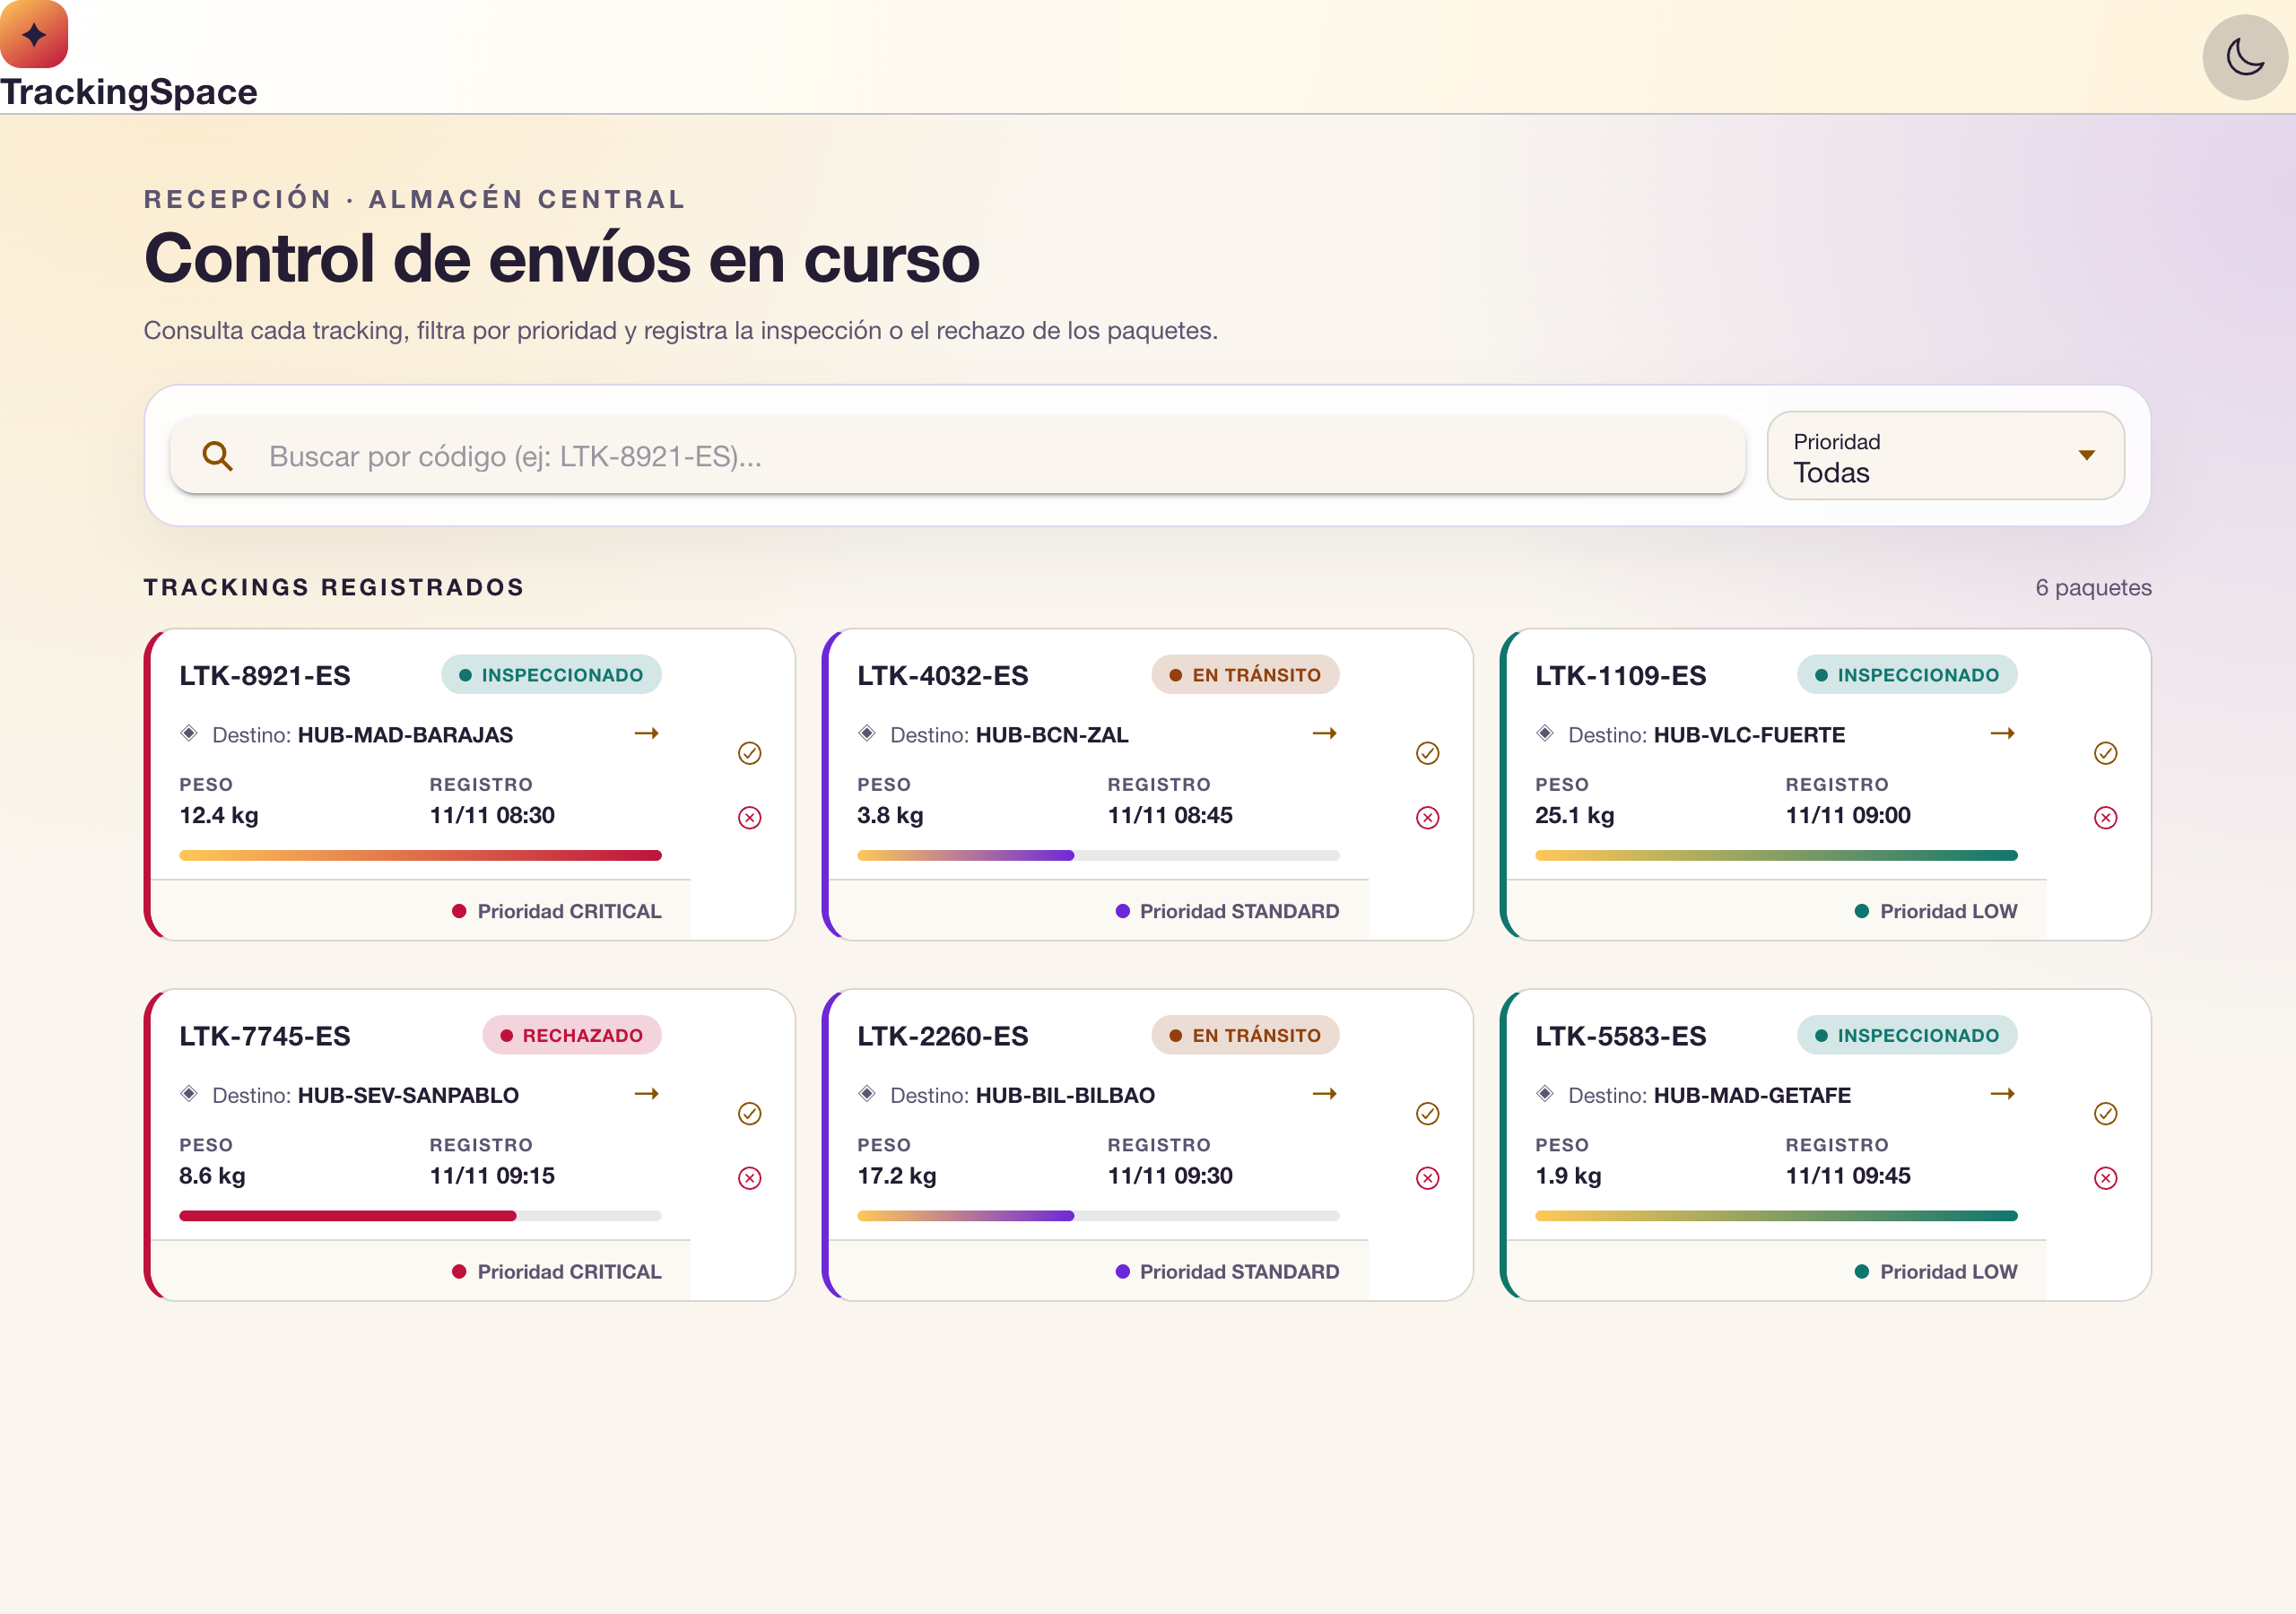 TrackingSpace
RECEPCIÓN · ALMACÉN CENTRAL
Control de envíos en curso
Consulta cada tracking, filtra por prioridad y registra la inspección o el rechazo de los paquetes.
Buscar por código (ej: LTK-8921-ES)...
Prioridad
Todas
TRACKINGS REGISTRADOS
6 paquetes
LTK-8921-ES
INSPECCIONADO
Destino: HUB-MAD-BARAJAS
PESO
REGISTRO
12.4 kg
11/11 08:30
Prioridad CRITICAL
LTK-4032-ES
EN TRÁNSITO
Destino: HUB-BCN-ZAL
PESO
REGISTRO
3.8 kg
11/11 08:45
Prioridad STANDARD
LTK-1109-ES
INSPECCIONADO
Destino: HUB-VLC-FUERTE
PESO
REGISTRO
25.1 kg
11/11 09:00
Prioridad LOW
LTK-7745-ES
RECHAZADO
Destino: HUB-SEV-SANPABLO
PESO
REGISTRO
8.6 kg
11/11 09:15
Prioridad CRITICAL
LTK-2260-ES
EN TRÁNSITO
Destino: HUB-BIL-BILBAO
PESO
REGISTRO
17.2 kg
11/11 09:30
Prioridad STANDARD
LTK-5583-ES
INSPECCIONADO
Destino: HUB-MAD-GETAFE
PESO
REGISTRO
1.9 kg
11/11 09:45
Prioridad LOW